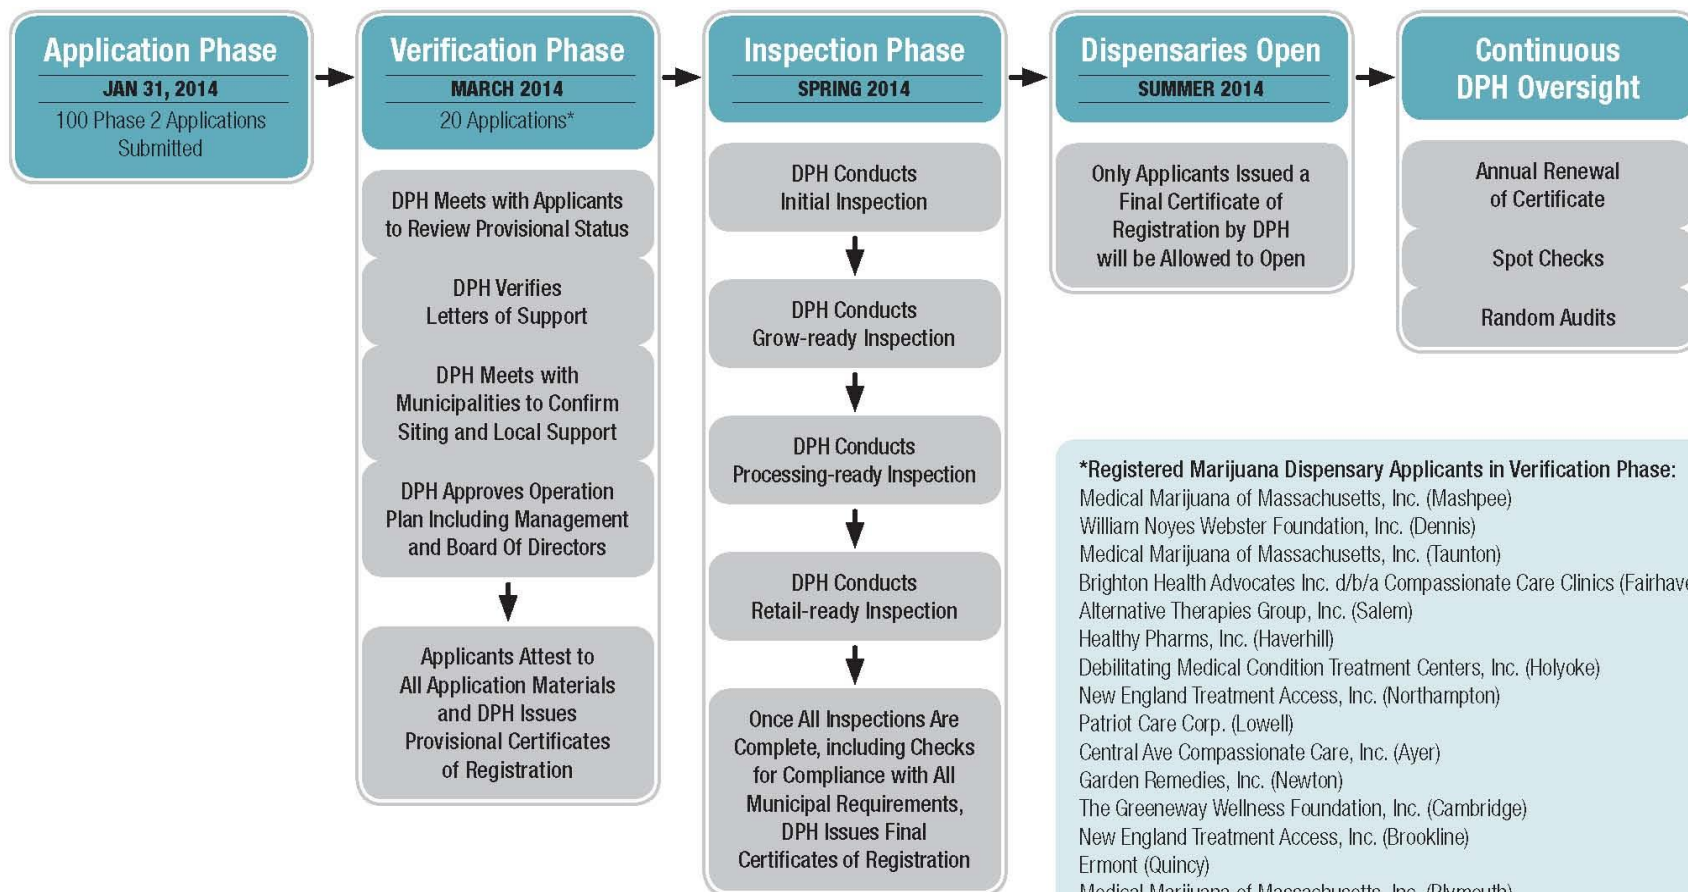 Application Phase
JAN 31, 2014
100 Phase 2 Applications
Submitted
Verification Phase
MARCH 2014
20 Applications*
DPH Meets with Applicants
to Review Provisional Status
DPH Verifies
Letters of Support
DPH Meets with
Municipalities to Confirm
Siting and Local Support
DPH Approves Operation
Plan Including Management
and Board Of Directors
Applicants Attest to
All Application Materials
and DPH Issues
Provisional Certificates
of Registration
Inspection Phase
SPRING 2014
DPH Conducts
Initial Inspection
DPH Conducts
Grow-ready Inspection
DPH Conducts
Processing-ready Inspection
DPH Conducts
Retail-ready Inspection
Once All Inspections Are
Complete, including Checks
for Compliance with All
Municipal Requirements,
DPH Issues Final
Certificates of Registration
Dispensaries Open
SUMMER 2014
Only Applicants Issued a
Final Certificate of
Registration by DPH
will be Allowed to Open
Continuous
DPH Oversight
Annual Renewal
of Certificate
Spot Checks
Random Audits
*Registered Marijuana Dispensary Applicants in Verification Phase:
Medical Marijuana of Massachusetts, Inc. (Mashpee)
William Noyes Webster Foundation, Inc. (Dennis)
Medical Marijuana of Massachusetts, Inc. (Taunton)
Brighton Health Advocates Inc. d/b/a Compassionate Care Clinics (Fairhave
Alternative Therapies Group, Inc. (Salem)
Healthy Pharms, Inc. (Haverhill)
Debilitating Medical Condition Treatment Centers, Inc. (Holyoke)
New England Treatment Access, Inc. (Northampton)
Patriot Care Corp. (Lowell)
Central Ave Compassionate Care, Inc. (Ayer)
Garden Remedies, Inc. (Newton)
The Greeneway Wellness Foundation, Inc. (Cambridge)
New England Treatment Access, Inc. (Brookline)
Ermont (Quincy)
Medical Marijuana of Massachusetts, Inc. (Plymouth)